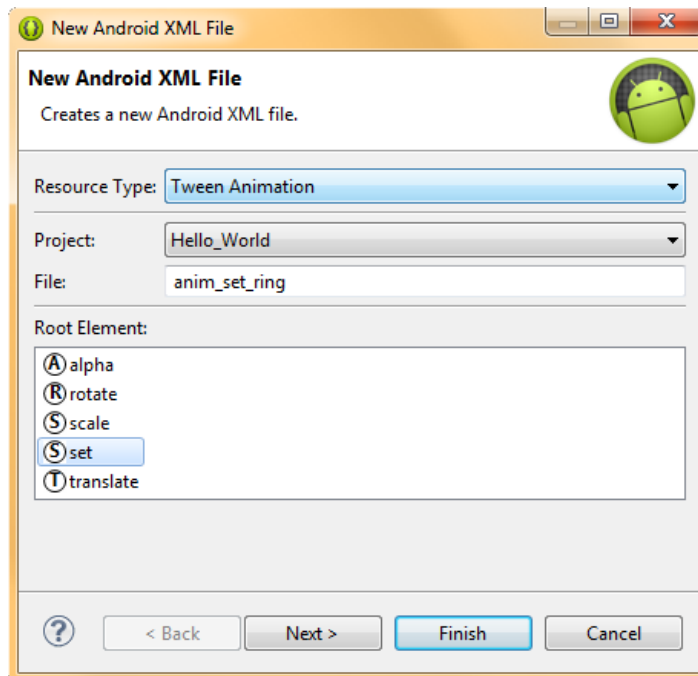 New Android XML File
New Android XML File
Creates a new Android XML file.
Resource Type: Tween Animation
Project: Hello_World
File: anim_set_ring
Root Element:
A alpha
R rotate
S scale
S set
T translate
? < Back Next > Finish Cancel